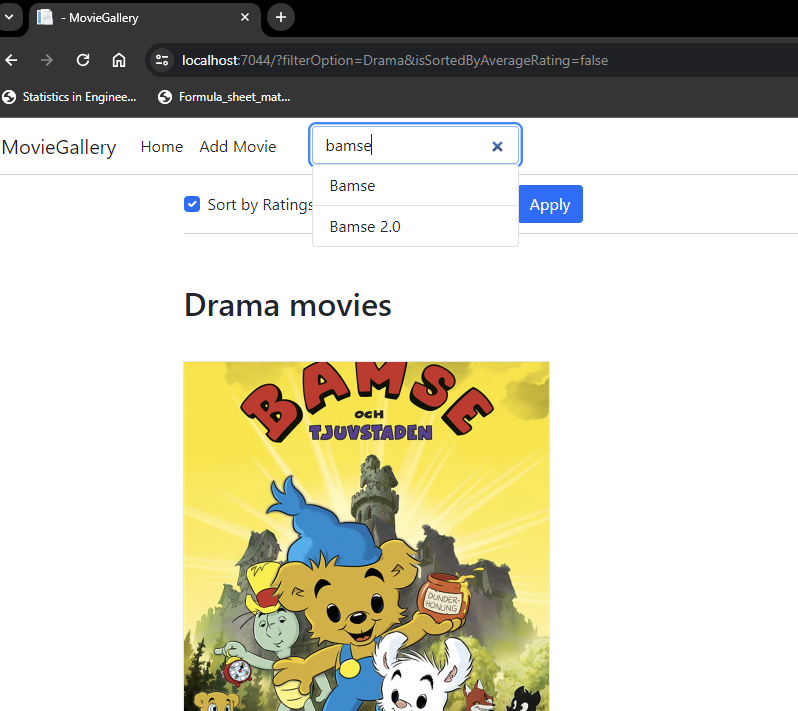 - MovieGallery
localhost:7044/?filterOption=Drama&isSortedByAverageRating=false
Statistics in Enginee... Formula_sheet_mat...
MovieGallery Home Add Movie bamse
Bamse
Sort by Ratings Apply
Bamse 2.0
Drama movies
BAMSE
OCH
TJUVSTADEN
DUNDER-
HONUNG